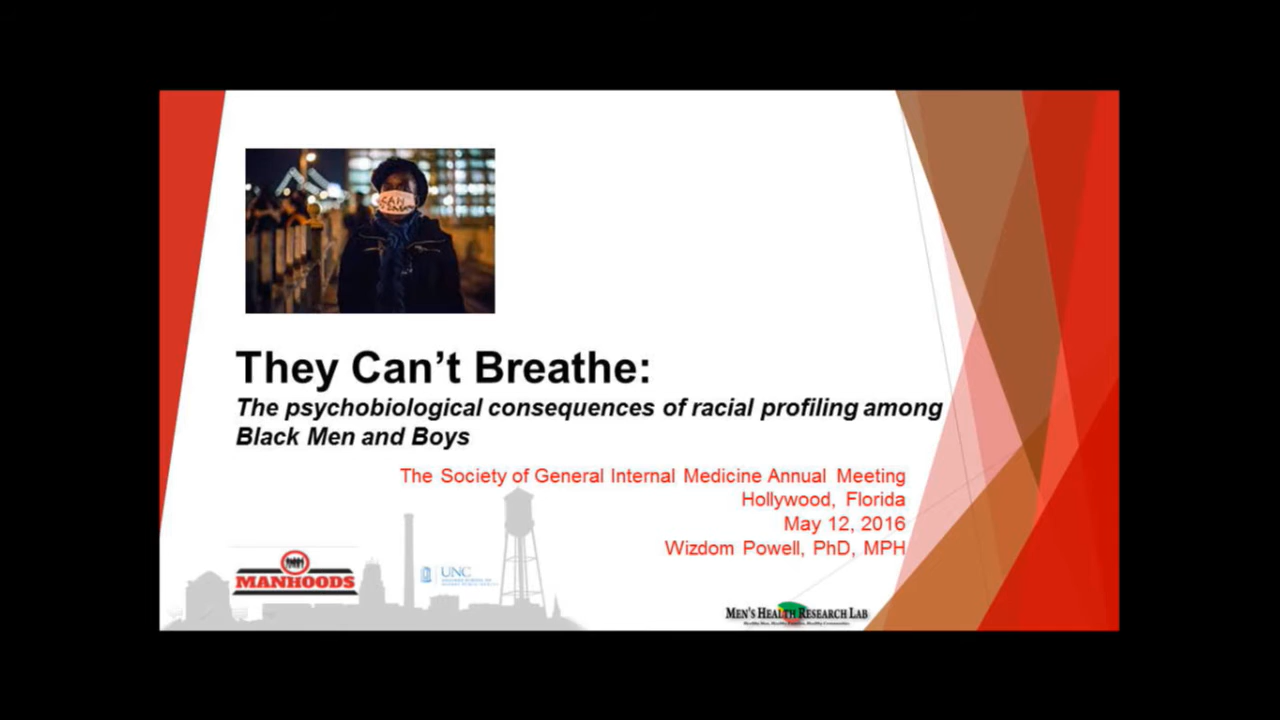 CAN
They Can't Breathe:
The psychobiological consequences of racial profiling among
Black Men and Boys
The Society of General Internal Medicine Annual Meeting
Hollywood, Florida
May 12, 2016
Wizdom Powell, PhD, MPH
MANHOODS
UNC
MEN'S HEALTH RESEARCH LAB